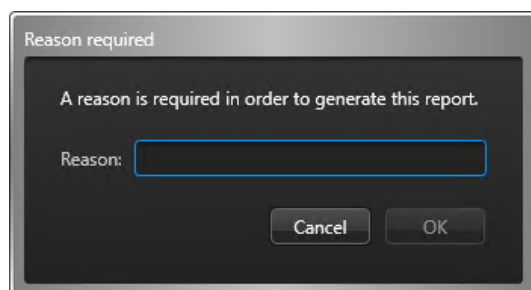 Reason required
A reason is required in order to generate this report.
Reason:
Cancel OK